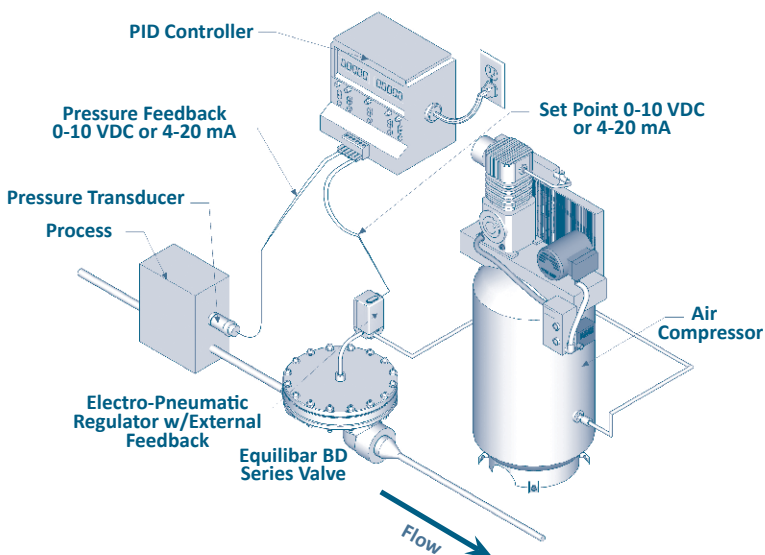 PID Controller
Pressure Feedback
0-10 VDC or 4-20 mA
Set Point 0-10 VDC
or 4-20 mA
Pressure Transducer
Process
Air
Compressor
Electro-Pneumatic
Regulator w/External
Feedback
Equilibar BD
Series Valve
Flow